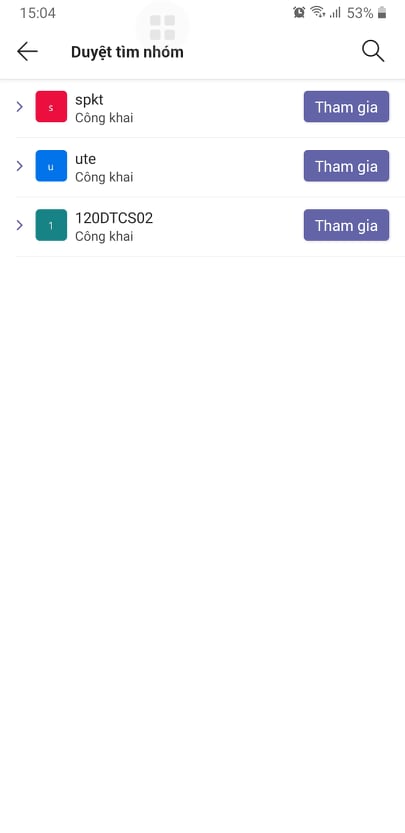 15:04
53%
Duyệt tìm nhóm
s
spkt
Công khai
Tham gia
u
ute
Công khai
Tham gia
1
120DTCS02
Công khai
Tham gia